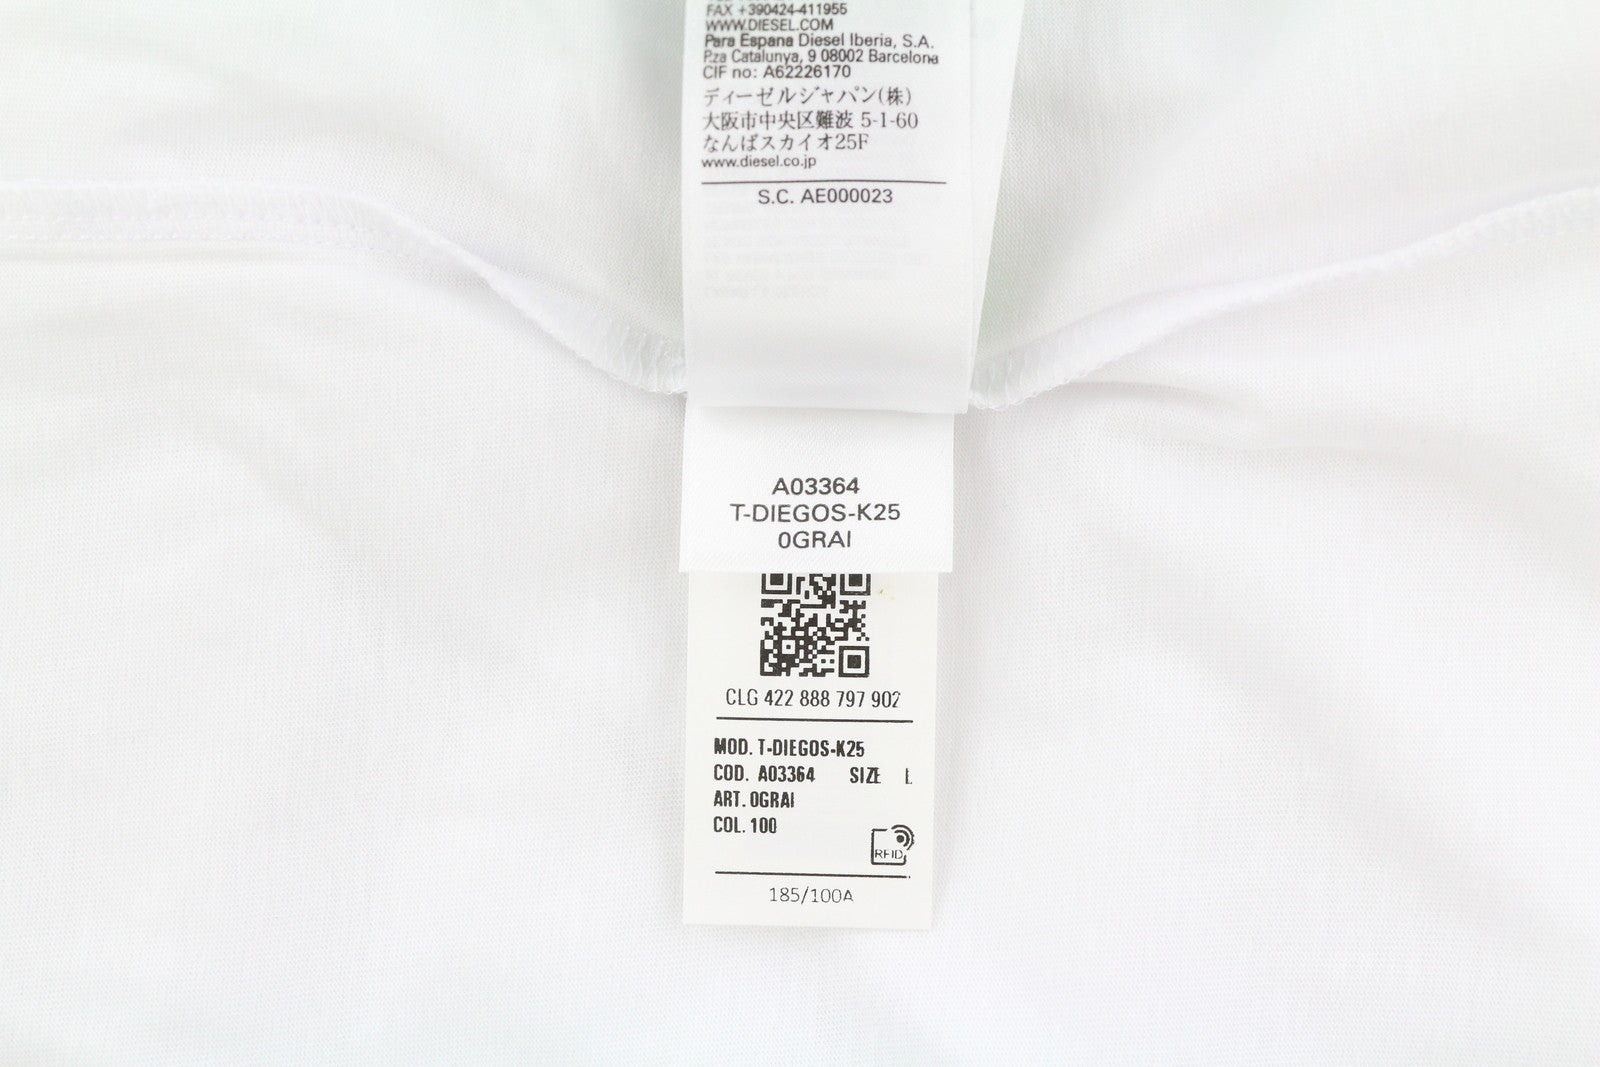 FAX +390424-411955
WWW.DIESEL.COM
Para Espana Diesel Iberia, S.A.
P.za Catalunya, 9 08002 Barcelona
CIF no: A62226170
ディーゼルジャパン(株)
大阪市中央区難波 5-1-60
なんばスカイオ25F
www.diesel.co.jp
S.C. AE000023
A03364
T-DIEGOS-K25
0GRAI
CLG 422 888 797 902
MOD. T-DIEGOS-K25
COD. A03364 SIZE L
ART. 0GRAI
COL. 100
RFID
185/100A